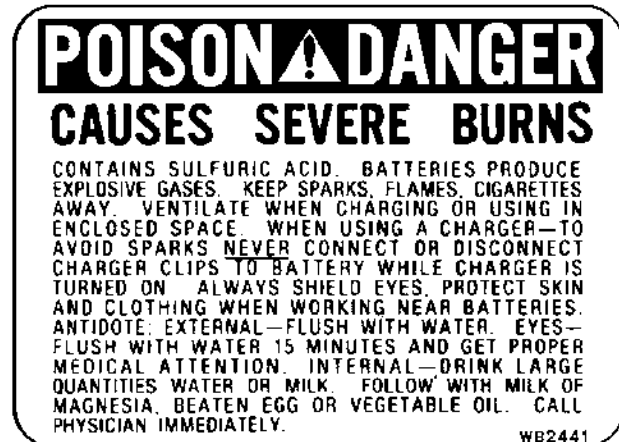 POISON⚠DANGER
CAUSES SEVERE BURNS
CONTAINS SULFURIC ACID. BATTERIES PRODUCE
EXPLOSIVE GASES. KEEP SPARKS, FLAMES, CIGARETTES
AWAY. VENTILATE WHEN CHARGING OR USING IN
ENCLOSED SPACE. WHEN USING A CHARGER—TO
AVOID SPARKS NEVER CONNECT OR DISCONNECT
CHARGER CLIPS TO BATTERY WHILE CHARGER IS
TURNED ON ALWAYS SHIELD EYES, PROTECT SKIN
AND CLOTHING WHEN WORKING NEAR BATTERIES.
ANTIDOTE: EXTERNAL—FLUSH WITH WATER. EYES—
FLUSH WITH WATER 15 MINUTES AND GET PROPER
MEDICAL ATTENTION. INTERNAL—DRINK LARGE
QUANTITIES WATER OR MILK. FOLLOW WITH MILK OF
MAGNESIA, BEATEN EGG OR VEGETABLE OIL. CALL
PHYSICIAN IMMEDIATELY.
WB2441